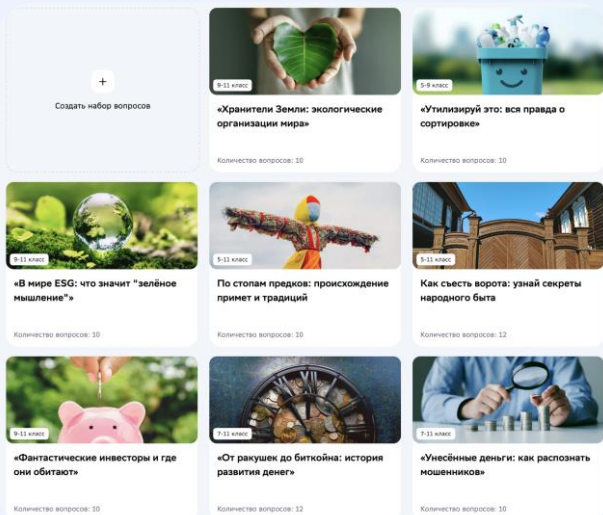 +
Создать набор вопросов
9-11 класс
«Хранители Земли: экологические
организации мира»
Количество вопросов: 10
5-9 класс
«Утилизируй это: вся правда о
сортировке»
Количество вопросов: 10
9-11 класс
«В мире ESG: что значит "зелёное
мышление"»
Количество вопросов: 10
5-11 класс
По стопам предков: происхождение
примет и традиций
Количество вопросов: 10
5-11 класс
Как съесть ворота: узнай секреты
народного быта
Количество вопросов: 12
9-11 класс
«Фантастические инвесторы и где
они обитают»
Количество вопросов: 10
7-11 класс
«От ракушек до биткойна: история
развития денег»
Количество вопросов: 12
7-11 класс
«Унесённые деньги: как распознать
мошенников»
Количество вопросов: 10